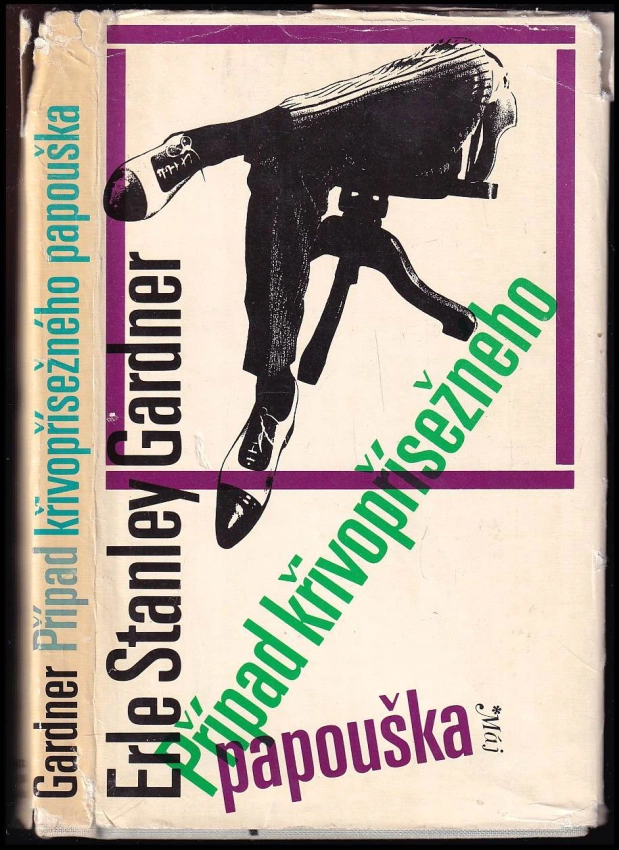 Gardner Případ křivopřísežného papouška
Erle Stanley Gardner
Případ křivopřísežného
papouška
*Máj